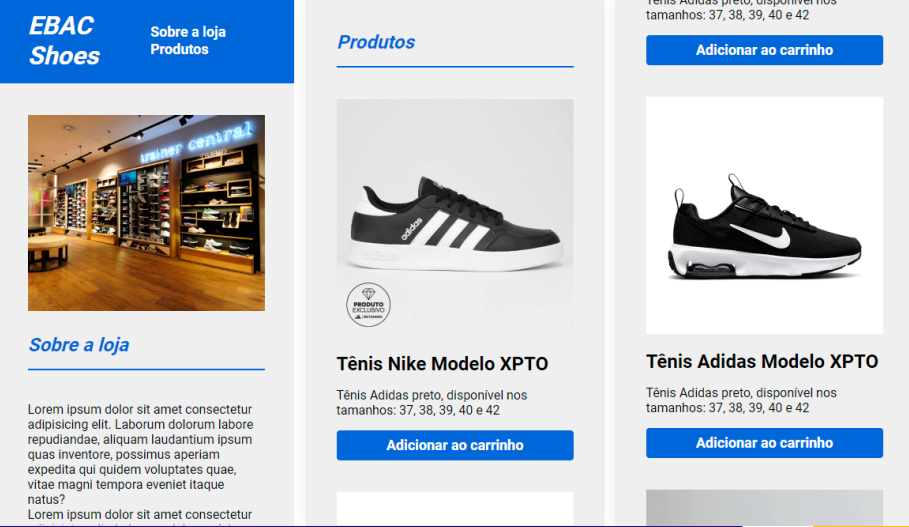 EBAC
Shoes
Sobre a loja
Produtos
trainer central
Sobre a loja
Lorem ipsum dolor sit amet consectetur
adipisicing elit. Laborum dolorum labore
repudiandae, aliquam laudantium ipsum
quas inventore, possimus aperiam
expedita qui quidem voluptates quae,
vitae magni tempora eveniet itaque
natus?
Lorem ipsum dolor sit amet consectetur
Produtos
adidas
adidas
PRODUTO
EXCLUSIVO
Tênis Nike Modelo XPTO
Tênis Adidas preto, disponível nos
tamanhos: 37, 38, 39, 40 e 42
Adicionar ao carrinho
Tênis Adidas preto, disponível nos
tamanhos: 37, 38, 39, 40 e 42
Adicionar ao carrinho
Tênis Adidas Modelo XPTO
Tênis Adidas preto, disponível nos
tamanhos: 37, 38, 39, 40 e 42
Adicionar ao carrinho